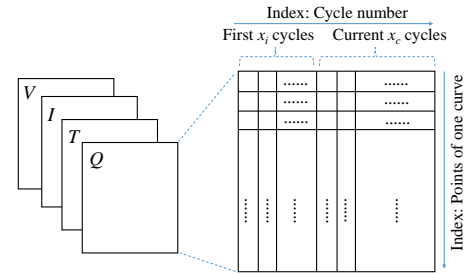 Index: Cycle number
First x_i cycles Current x_c cycles
V
I
T
Q
...... ......
...... ......
...... ......
...... ...... ...... ...... ...... ......
Index: Points of one curve